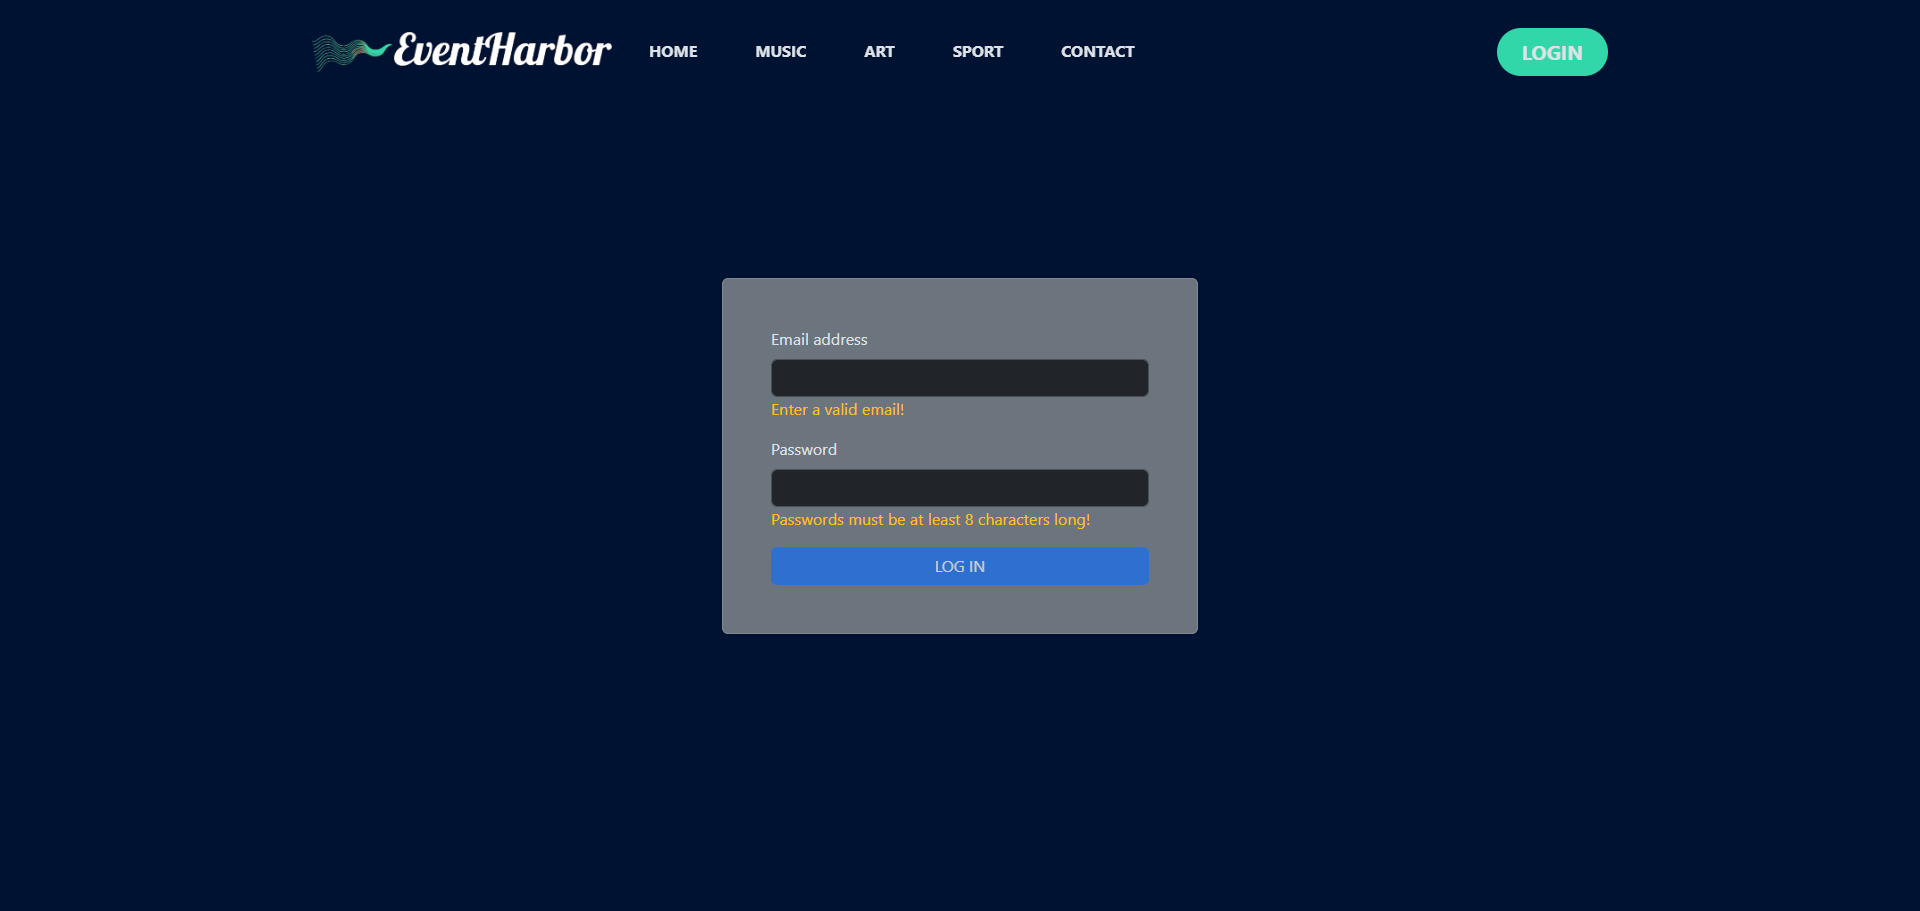 EventHarbor HOME MUSIC ART SPORT CONTACT LOGIN
Email address
Enter a valid email!
Password
Passwords must be at least 8 characters long!
LOG IN